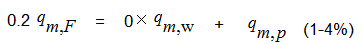 0.2 q_{m,F} = 0× q_{m,w} + q_{m,p} (1-4%)